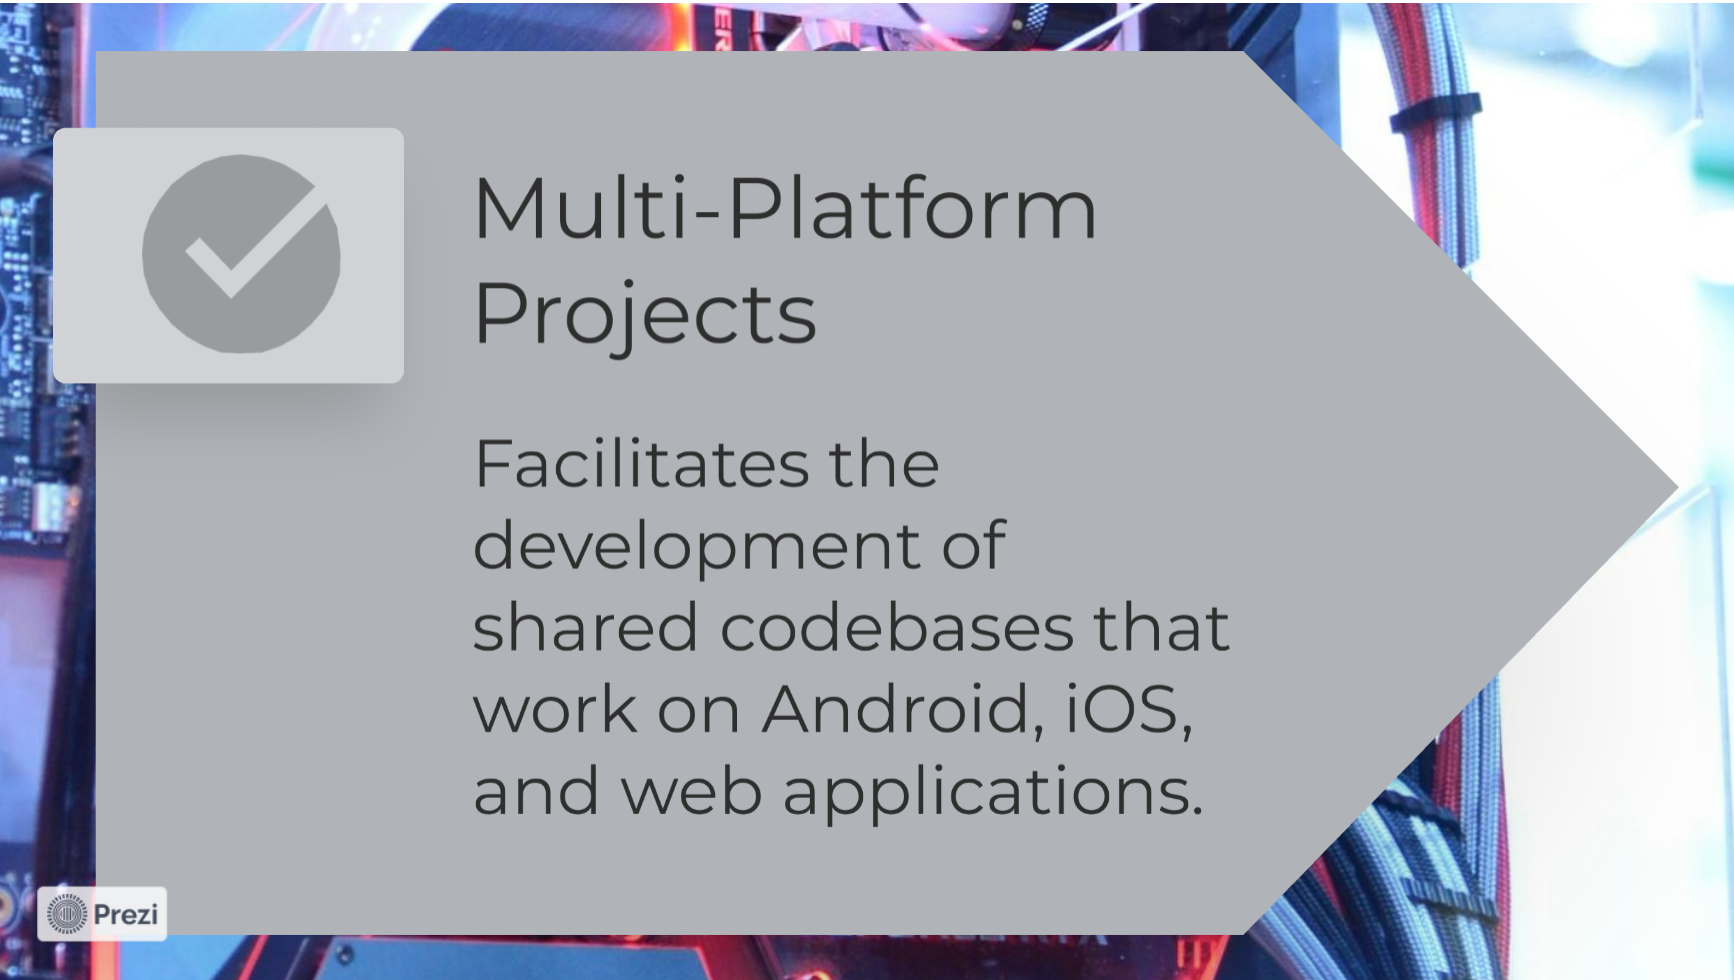 Multi-Platform
Projects
Facilitates the
development of
shared codebases that
work on Android, iOS,
and web applications.
Prezi